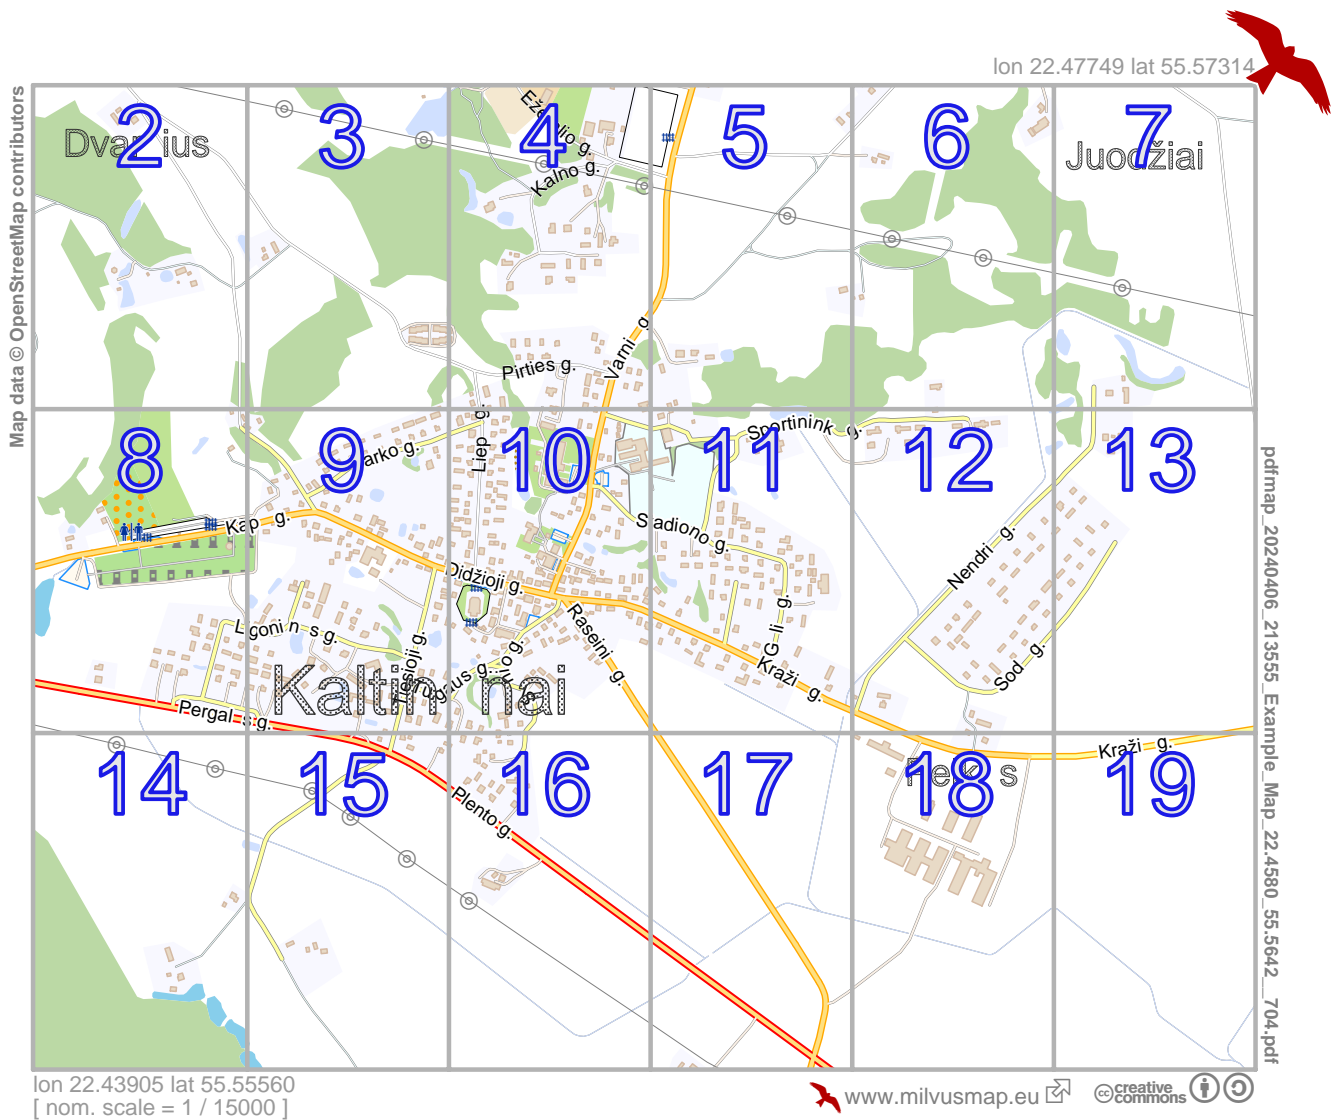 lon 22.47749 lat 55.57314
Map data © OpenStreetMap contributors
2
3
4
5
6
7
Juodžiai
Kalno g.
Varni g.
Pirties g.
8
9
10
11
12
13
Liep g.
Sportinink g.
Kap g.
Stadiono g.
Nendri g.
Didžioji g.
Raseini g.
G li g.
Kraži g.
Sod g.
Kaltin nai
Pergal s g.
14
15
16
17
18
19
Kraži g.
Plento g.
pdfmap_20240406_213555_Example_Map_22.4580_55.5642__704.pdf
lon 22.43905 lat 55.55560
[ nom. scale = 1 / 15000 ]
www.milvusmap.eu
cc creative commons